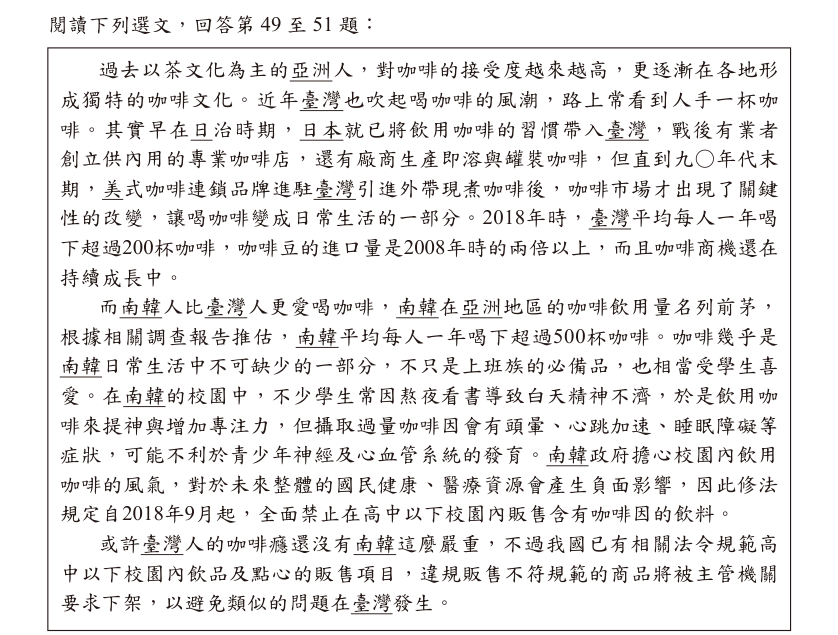 閱讀下列選文，回答第 49 至 51 題：
過去以茶文化為主的亞洲人，對咖啡的接受度越來越高，更逐漸在各地形
成獨特的咖啡文化。近年臺灣也吹起喝咖啡的風潮，路上常看到人手一杯咖
啡。其實早在日治時期，日本就已將飲用咖啡的習慣帶入臺灣，戰後有業者
創立供內用的專業咖啡店，還有廠商生產即溶與罐裝咖啡，但直到九〇年代末
期，美式咖啡連鎖品牌進駐臺灣引進外帶現煮咖啡後，咖啡市場才出現了關鍵
性的改變，讓喝咖啡變成日常生活的一部分。2018年時，臺灣平均每人一年喝
下超過200杯咖啡，咖啡豆的進口量是2008年時的兩倍以上，而且咖啡商機還在
持續成長中。
而南韓人比臺灣人更愛喝咖啡，南韓在亞洲地區的咖啡飲用量名列前茅，
根據相關調查報告推估，南韓平均每人一年喝下超過500杯咖啡。咖啡幾乎是
南韓日常生活中不可缺少的一部分，不只是上班族的必備品，也相當受學生喜
愛。在南韓的校園中，不少學生常因熬夜看書導致白天精神不濟，於是飲用咖
啡來提神與增加專注力，但攝取過量咖啡因會有頭暈、心跳加速、睡眠障礙等
症狀，可能不利於青少年神經及心血管系統的發育。南韓政府擔心校園內飲用
咖啡的風氣，對於未來整體的國民健康、醫療資源會產生負面影響，因此修法
規定自2018年9月起，全面禁止在高中以下校園內販售含有咖啡因的飲料。
或許臺灣人的咖啡癮還沒有南韓這麼嚴重，不過我國已有相關法令規範高
中以下校園內飲品及點心的販售項目，違規販售不符規範的商品將被主管機關
要求下架，以避免類似的問題在臺灣發生。